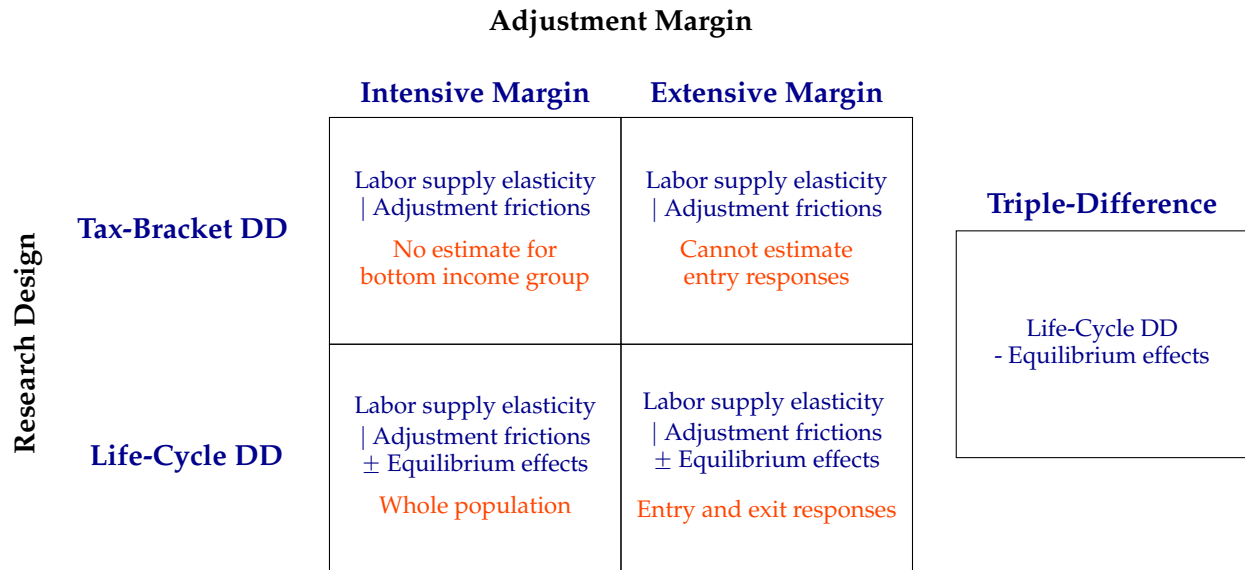 Adjustment Margin
Intensive Margin
Extensive Margin
Research Design
Tax-Bracket DD
Labor supply elasticity
| Adjustment frictions
No estimate for
bottom income group
Labor supply elasticity
| Adjustment frictions
Cannot estimate
entry responses
Life-Cycle DD
Labor supply elasticity
| Adjustment frictions
± Equilibrium effects
Whole population
Labor supply elasticity
| Adjustment frictions
± Equilibrium effects
Entry and exit responses
Triple-Difference
Life-Cycle DD
- Equilibrium effects